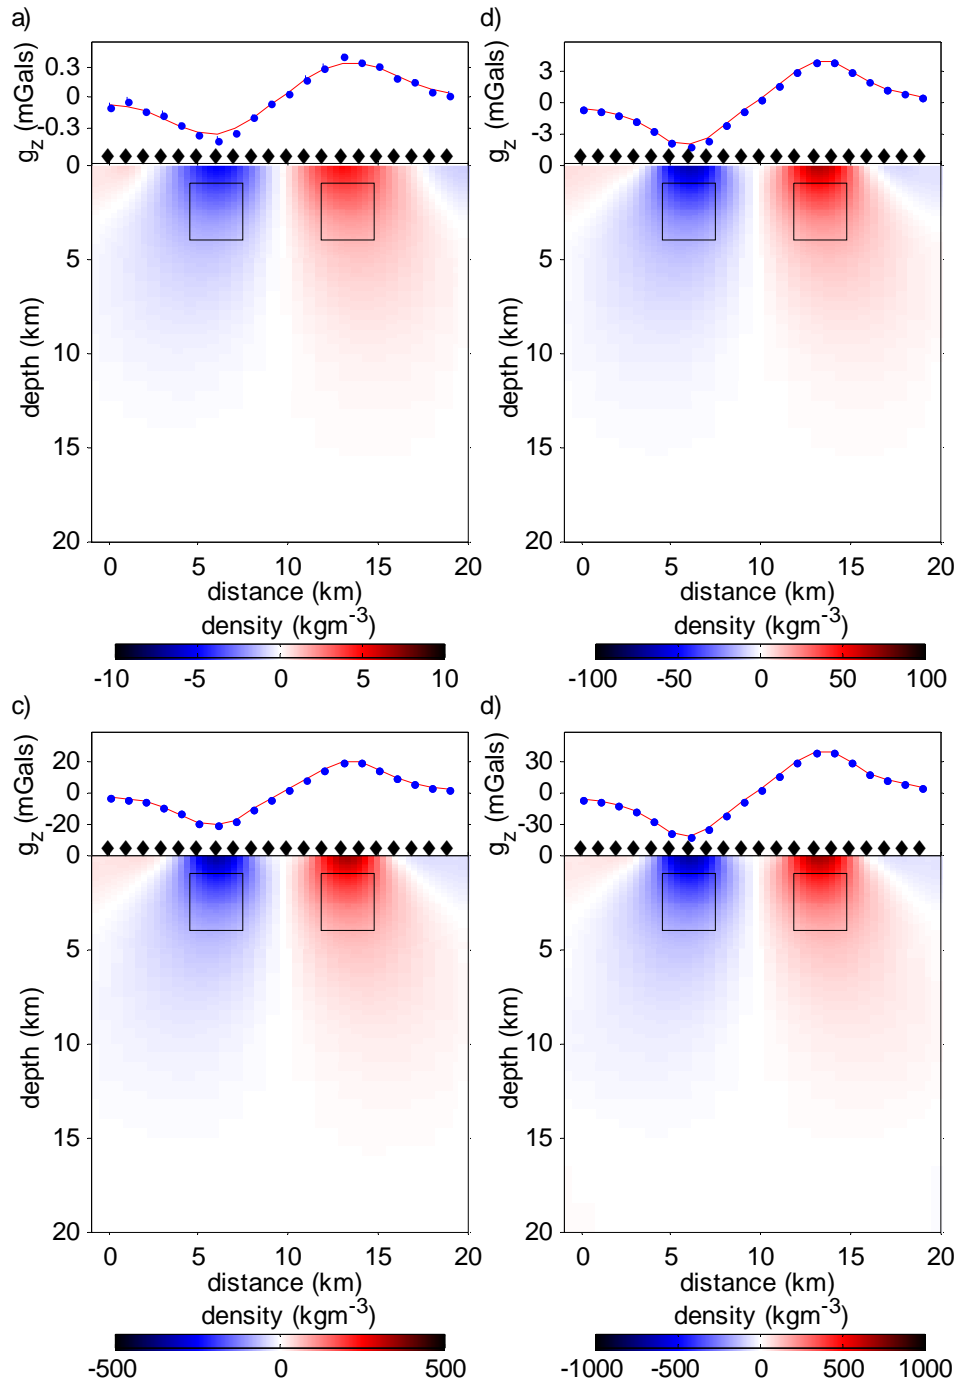 a)
g_z (mGals)
0.3
0
-0.3
0
5
10
15
20
depth (km)
0 5 10 15 20
distance (km)
density (kgm^-3)
-10 -5 0 5 10
d)
g_z (mGals)
3
0
-3
0
5
10
15
20
depth (km)
0 5 10 15 20
distance (km)
density (kgm^-3)
-100 -50 0 50 100
c)
g_z (mGals)
20
0
-20
0
5
10
15
20
depth (km)
0 5 10 15 20
distance (km)
density (kgm^-3)
-500 0 500
d)
g_z (mGals)
30
0
-30
0
5
10
15
20
depth (km)
0 5 10 15 20
distance (km)
density (kgm^-3)
-1000 -500 0 500 1000